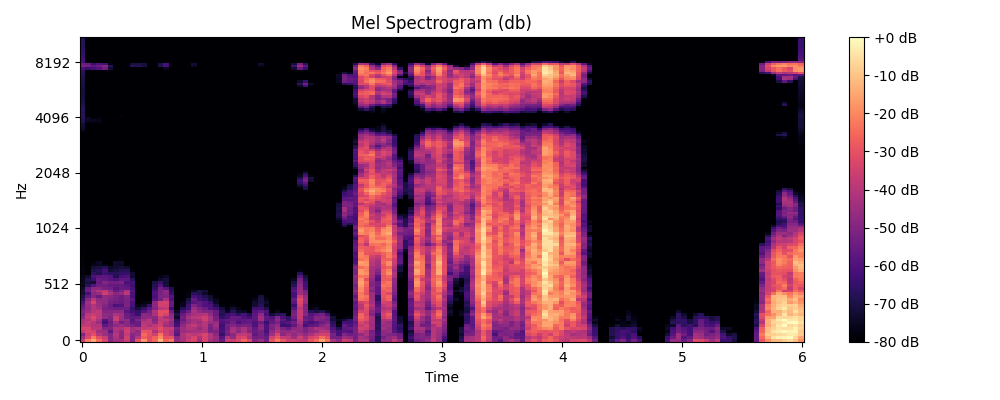 Mel Spectrogram (db)
8192
4096
2048
1024
512
0
Hz
0 1 2 3 4 5 6
Time
+0 dB
-10 dB
-20 dB
-30 dB
-40 dB
-50 dB
-60 dB
-70 dB
-80 dB